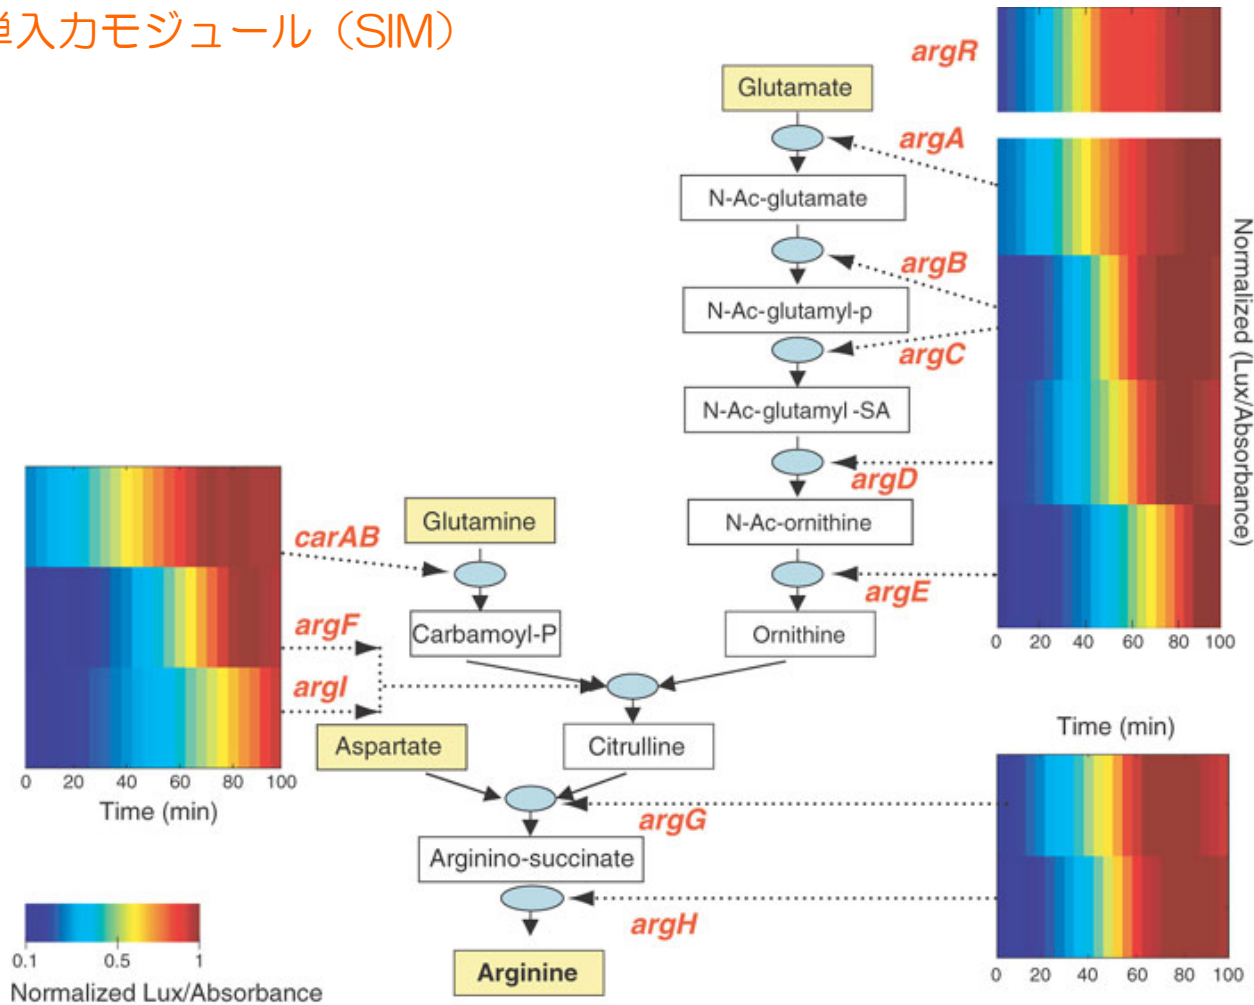 単入力モジュール（SIM）
argR
Glutamate
argA
N-Ac-glutamate
argB
N-Ac-glutamyl-p
argC
N-Ac-glutamyl -SA
argD
N-Ac-ornithine
argE
Ornithine
Normalized (Lux/Absorbance)
0 20 40 60 80 100
Time (min)
carAB
Glutamine
argF
Carbamoyl-P
argI
Aspartate
Citrulline
0 20 40 60 80 100
Time (min)
argG
Arginino-succinate
argH
Arginine
0 20 40 60 80 100
0.1 0.5 1
Normalized Lux/Absorbance